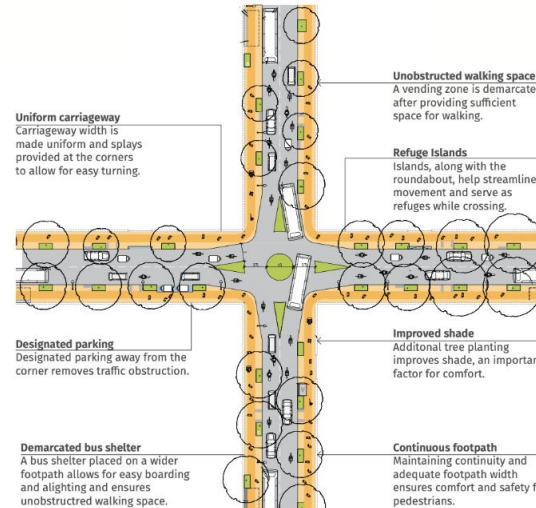 Unobstructed walking space
A vending zone is demarcate
after providing sufficient
space for walking.
Uniform carriageway
Carriageway width is
made uniform and splays
provided at the corners
to allow for easy turning.
Refuge Islands
Islands, along with the
roundabout, help streamline
movement and serve as
refuges while crossing.
Designated parking
Designated parking away from the
corner removes traffic obstruction.
Improved shade
Additonal tree planting
improves shade, an importan
factor for comfort.
Demarcated bus shelter
A bus shelter placed on a wider
footpath allows for easy boarding
and alighting and ensures
unobstructred walking space.
Continuous footpath
Maintaining continuity and
adequate footpath width
ensures comfort and safety f
pedestrians.